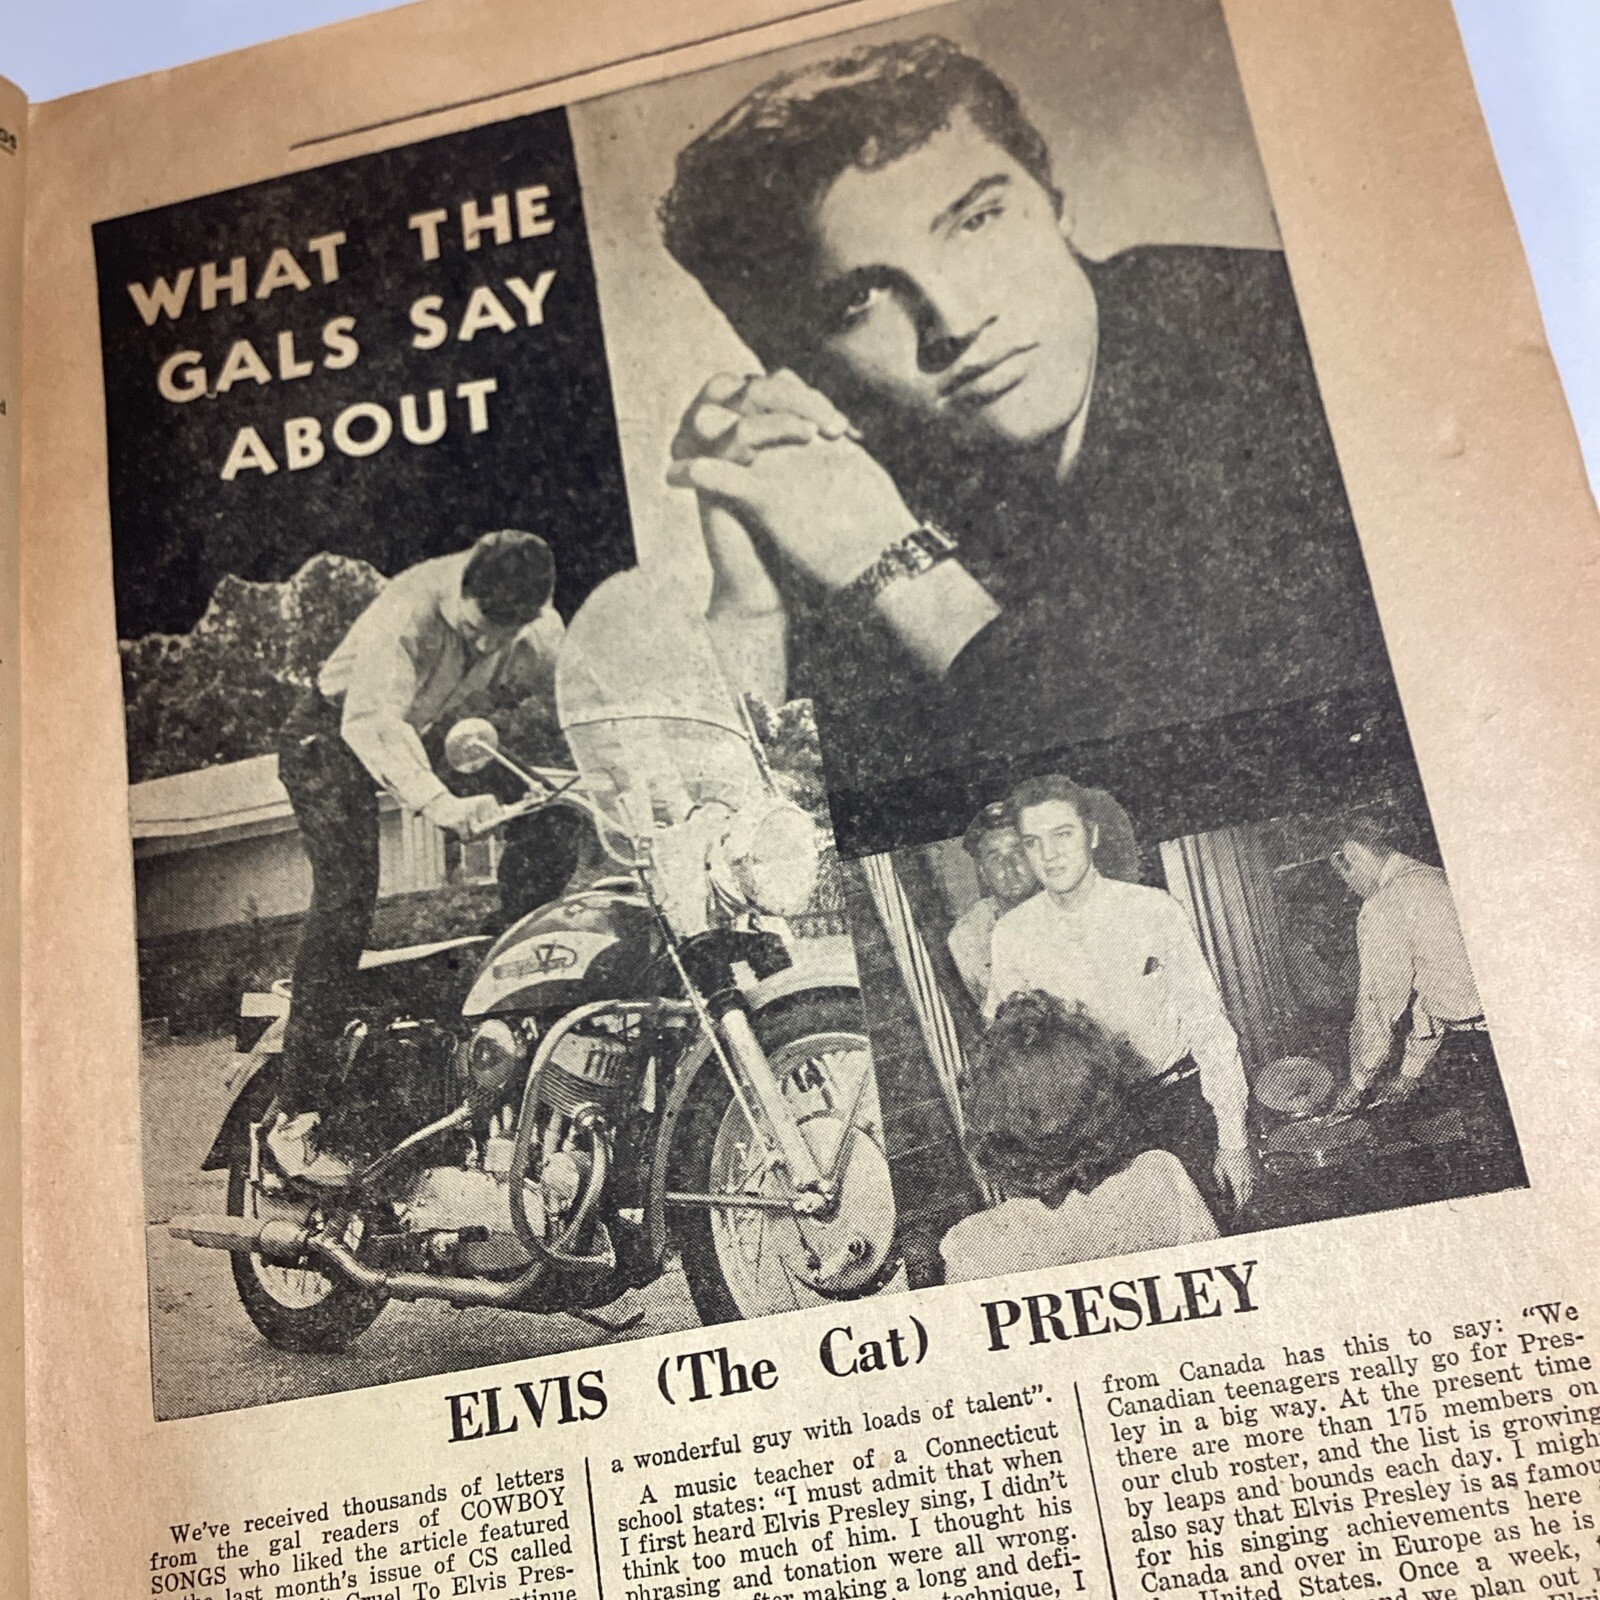 WHAT THE
GALS SAY
ABOUT
ELVIS (The Cat) PRESLEY
We've received thousands of letters
from the gal readers of COWBOY
SONGS who liked the article featured
last month's issue of CS called
Cruel To Elvis Pres-
a wonderful guy with loads of talent".
A music teacher of a Connecticut
school states: "I must admit that when
I first heard Elvis Presley sing, I didn't
think too much of him. I thought his
phrasing and tonation were all wrong.
making a long and defi-
technique, I
from Canada has this to say: "We
Canadian teenagers really go for Pres-
ley in a big way. At the present time
there are more than 175 members on
our club roster, and the list is growing
by leaps and bounds each day. I
also say that Elvis Presley is as
for his singing achievements here
Canada and over in Europe as he is
United States. Once a week,
we plan out